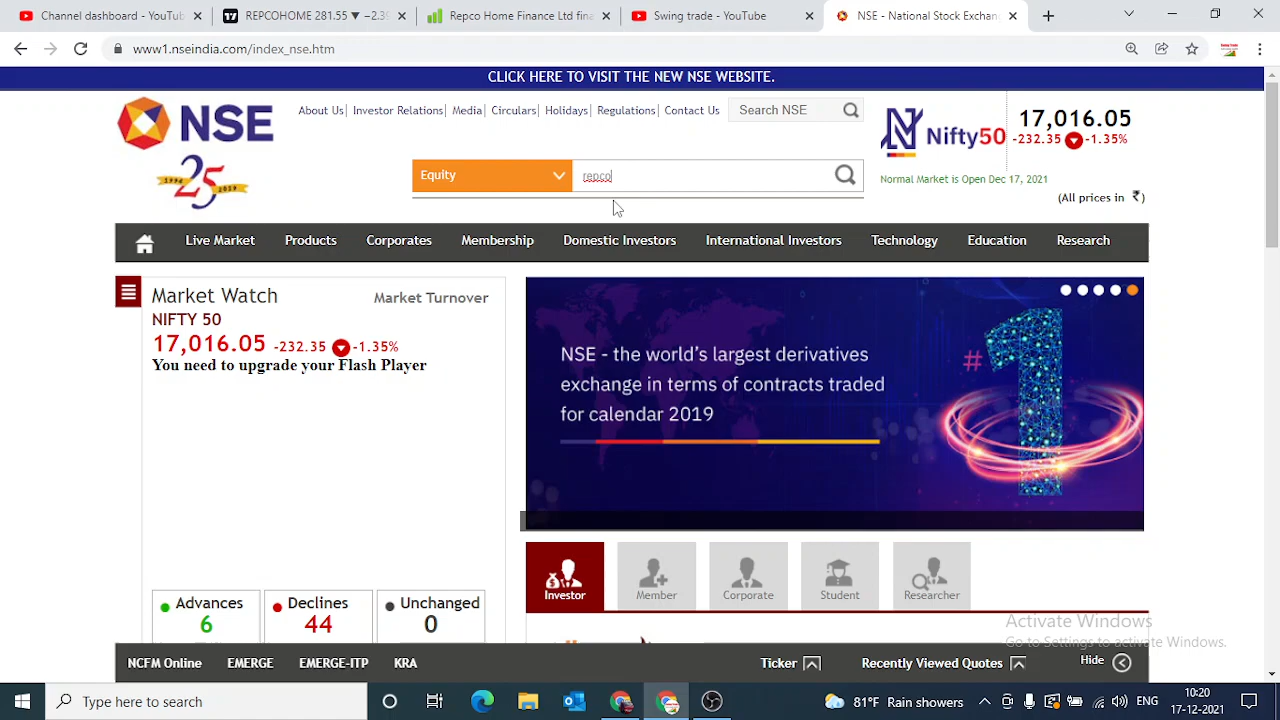 Channel dashboard - YouTub
REPCOHOME 281.55 ▼ −2.39
Repco Home Finance Ltd fina
Swing trade - YouTube
NSE - National Stock Exchan
www1.nseindia.com/index_nse.htm
CLICK HERE TO VISIT THE NEW NSE WEBSITE.
NSE
1994 25 2019
About Us| Investor Relations| Media| Circulars| Holidays| Regulations| Contact Us
Search NSE
Equity
repco
Nifty50
17,016.05
-232.35 -1.35%
Normal Market is Open Dec 17, 2021
(All prices in ₹)
Live Market Products Corporates Membership Domestic Investors International Investors Technology Education Research
Market Watch
Market Turnover
NIFTY 50
17,016.05 -232.35 -1.35%
You need to upgrade your Flash Player
NSE - the world's largest derivatives
exchange in terms of contracts traded
for calendar 2019
#1
Advances
6
Declines
44
Unchanged
0
Investor
Member
Corporate
Student
Researcher
Activate Windows
Go to Settings to activate Windows.
NCFM Online EMERGE EMERGE-ITP KRA
Ticker Recently Viewed Quotes Hide
Type here to search
81°F Rain showers
ENG
10:20
17-12-2021